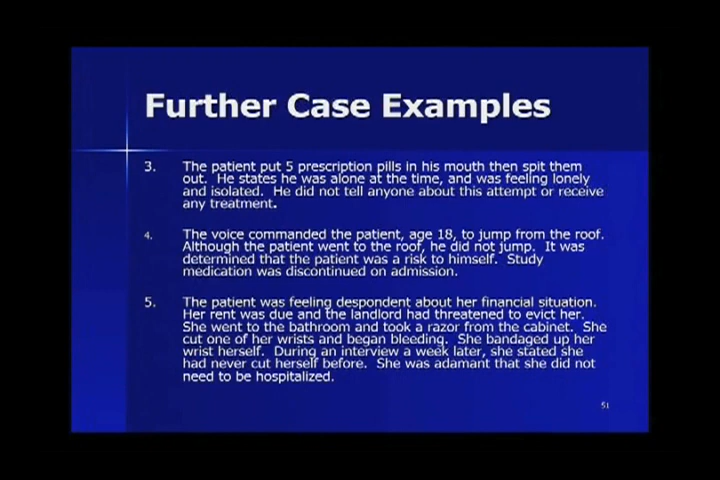 Further Case Examples
3. The patient put 5 prescription pills in his mouth then spit them
out. He states he was alone at the time, and was feeling lonely
and isolated. He did not tell anyone about this attempt or receive
any treatment.
4. The voice commanded the patient, age 18, to jump from the roof.
Although the patient went to the roof, he did not jump. It was
determined that the patient was a risk to himself. Study
medication was discontinued on admission.
5. The patient was feeling despondent about her financial situation.
Her rent was due and the landlord had threatened to evict her.
She went to the bathroom and took a razor from the cabinet. She
cut one of her wrists and began bleeding. She bandaged up her
wrist herself. During an interview a week later, she stated she
had never cut herself before. She was adamant that she did not
need to be hospitalized.
51